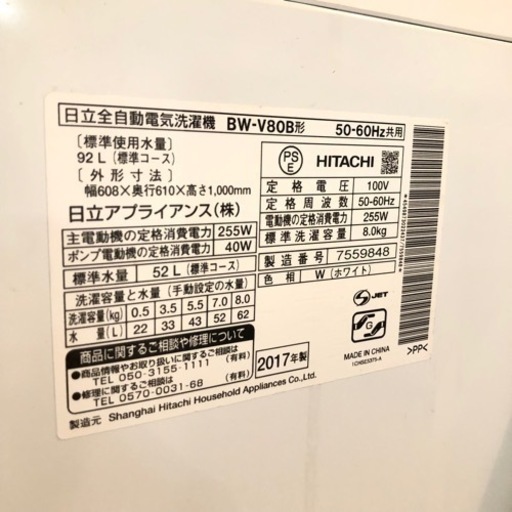 日立全自動電気洗濯機 BW-V80B形 50-60Hz共用
〔標準使用水量〕
92 L (標準コース)
〔外形寸法〕
幅608×奥行610×高さ1,000mm
日立アプライアンス(株)
主電動機の定格消費電力 255W
ポンプ電動機の定格消費電力 40W
標準水量 52 L (標準コース)
洗濯容量と水量 (手動設定の水量)
洗濯容量(kg) 0.5 3.5 5.5 7.0 8.0
水量(L) 22 33 43 52 62
商品に関するご相談や修理について
●商品情報やお取り扱いに関するご相談
TEL 050-3155-1111 (有料)
●修理に関するご相談
TEL 0570-0031-68 (有料)
製造元 Shanghai Hitachi Household Appliances Co.,Ltd.
PS
E
HITACHI
定格電圧 100V
定格周波数 50-60Hz
電動機の定格消費電力 255W
標準洗濯容量 8.0kg
製造番号 7559848
色相 W (ホワイト)
S JET
G
2017年製
MADE IN CHINA
>PP<